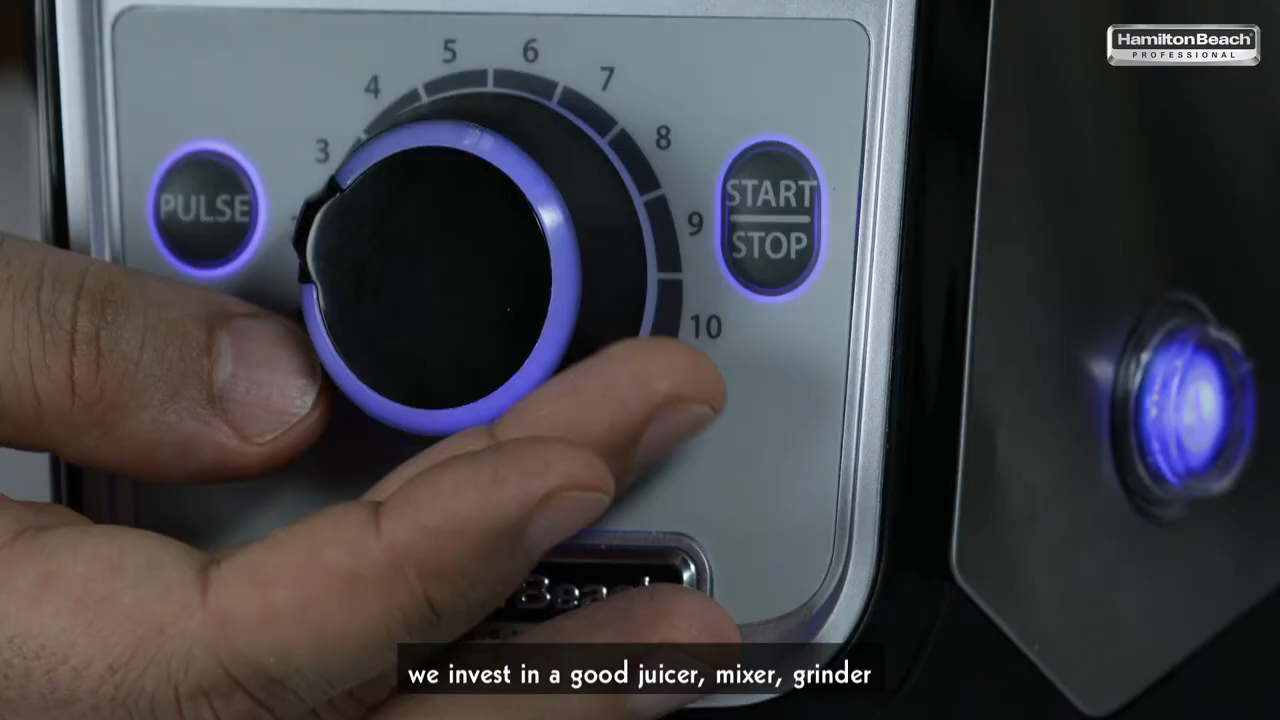 HamiltonBeach
PROFESSIONAL
5
6
4
7
3
8
PULSE
START
STOP
9
10
we invest in a good juicer, mixer, grinder